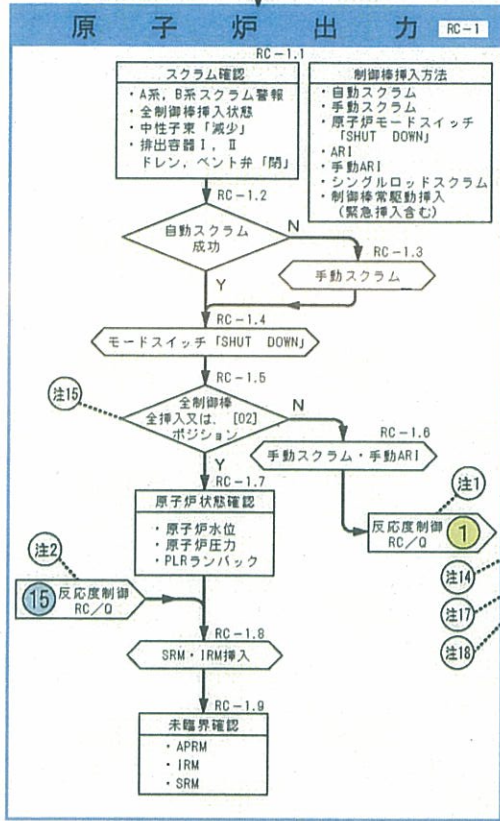 原子炉出力 RC-1
RC-1.1
スクラム確認
・A系,B系スクラム警報
・全制御棒挿入状態
・中性子束「減少」
・排出容器Ⅰ,Ⅱ
ドレン,ベント弁「閉」
制御棒挿入方法
・自動スクラム
・手動スクラム
・原子炉モードスイッチ
「SHUT DOWN」
・ARI
・手動ARI
・シングルロッドスクラム
・制御棒常駆動挿入
(緊急挿入含む)
RC-1.2
自動スクラム
成功
N
Y
RC-1.3
手動スクラム
RC-1.4
モードスイッチ「SHUT DOWN」
RC-1.5
注15
全制御棒
全挿入又は、[02]
ポジション
N
Y
RC-1.6
手動スクラム・手動ARI
注1
反応度制御
RC/Q
1
RC-1.7
原子炉状態確認
・原子炉水位
・原子炉圧力
・PLRランバック
注2
15
反応度制御
RC/Q
注14
注17
注18
RC-1.8
SRM・IRM挿入
RC-1.9
未臨界確認
・APRM
・IRM
・SRM